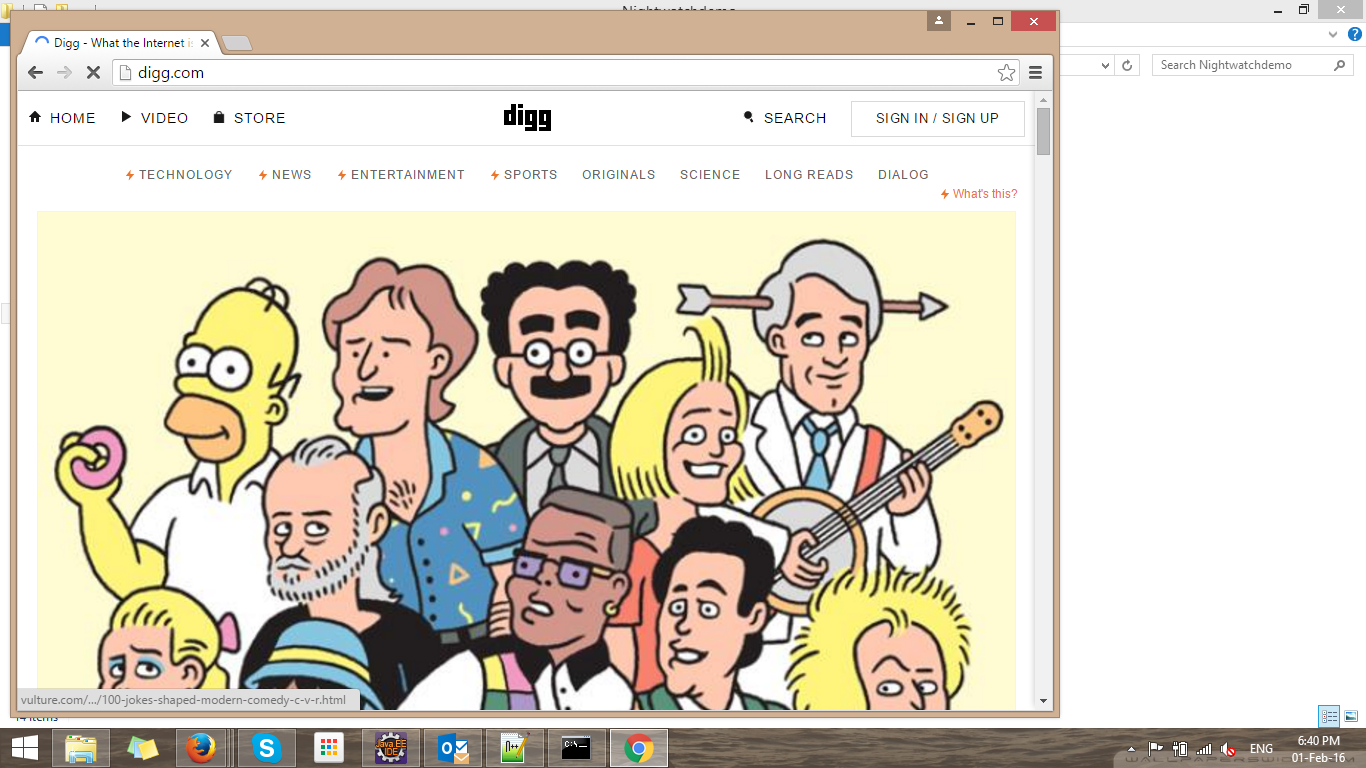 Nightwatchdemo
Digg - What the Internet is
digg.com
Search Nightwatchdemo
HOME VIDEO STORE digg SEARCH SIGN IN / SIGN UP
TECHNOLOGY NEWS ENTERTAINMENT SPORTS ORIGINALS SCIENCE LONG READS DIALOG
What's this?
vulture.com/.../100-jokes-shaped-modern-comedy-c-v-r.html
14 items
Java EE
IDE
N++
C:\_
ENG
6:40 PM
01-Feb-16